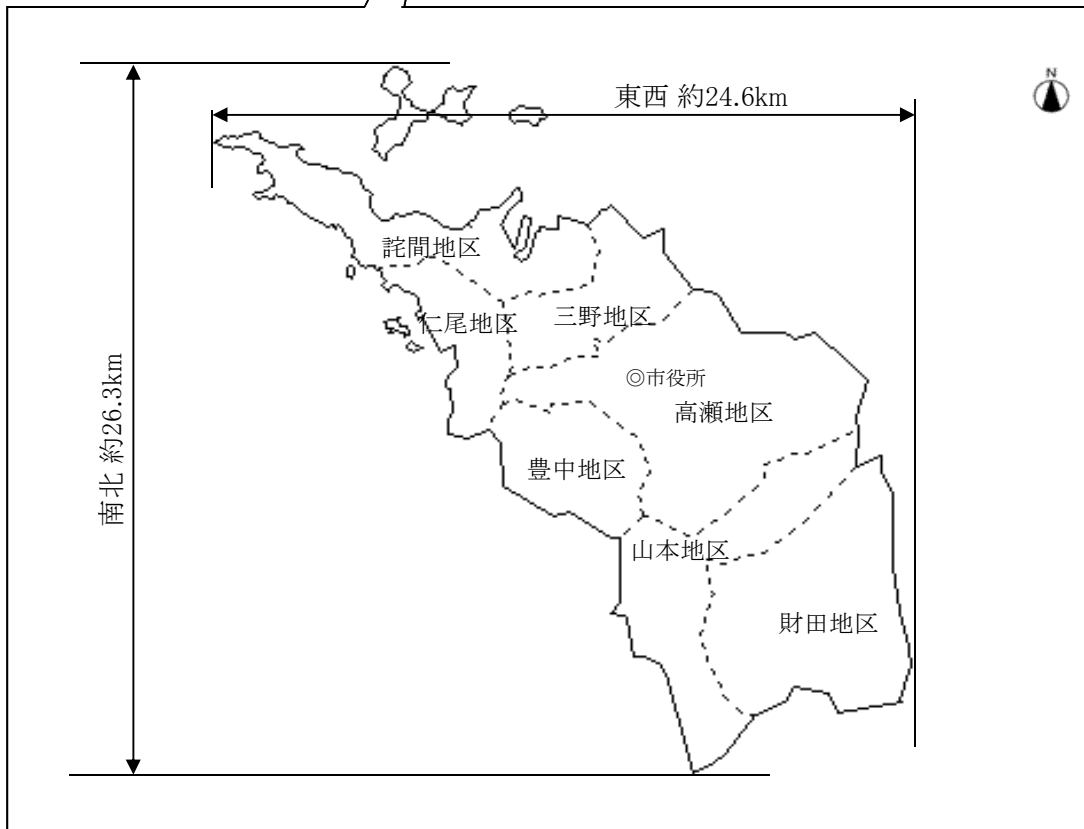 N
東西 約24.6km
詫間地区
仁尾地区
三野地区
◎市役所
高瀬地区
南北 約26.3km
豊中地区
山本地区
財田地区